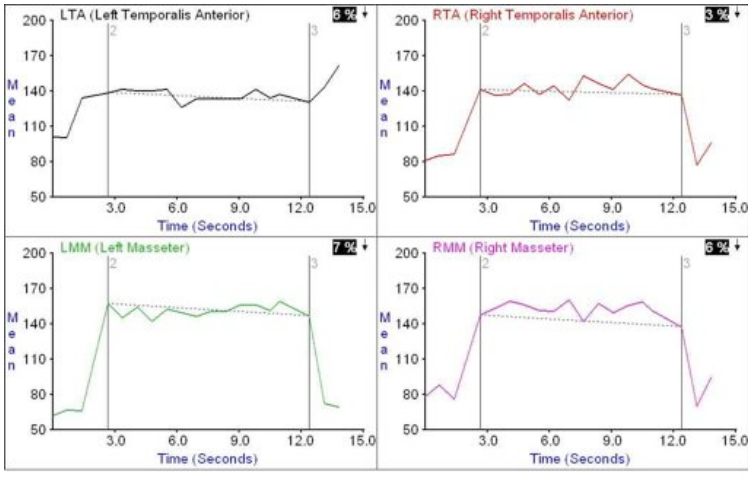 LTA (Left Temporalis Anterior) 6 %
200
170
140
110
80
50
Mean
2
3
3.0 6.0 9.0 12.0 15.0
Time (Seconds)
RTA (Right Temporalis Anterior) 3 %
200
170
140
110
80
50
Mean
2
3
3.0 6.0 9.0 12.0 15.0
Time (Seconds)
LMM (Left Masseter) 7 %
200
170
140
110
80
50
Mean
2
3
3.0 6.0 9.0 12.0 15.0
Time (Seconds)
RMM (Right Masseter) 6 %
200
170
140
110
80
50
Mean
2
3
3.0 6.0 9.0 12.0 15.0
Time (Seconds)